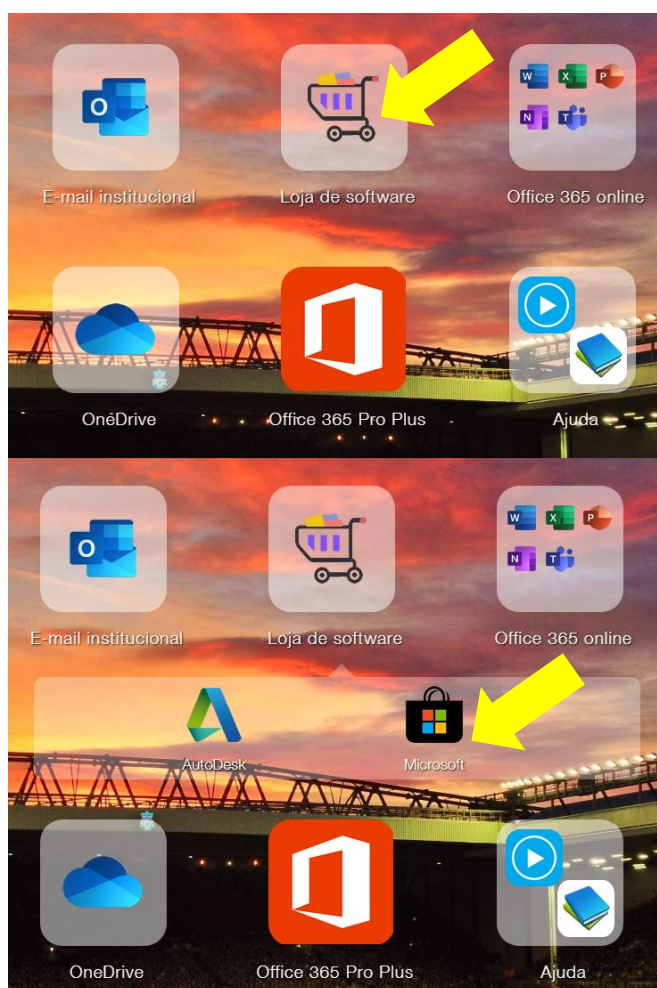 E-mail institucional
Loja de software
Office 365 online
OneDrive
Office 365 Pro Plus
Ajuda
E-mail institucional
Loja de software
Office 365 online
AutoDesk
Microsoft
OneDrive
Office 365 Pro Plus
Ajuda